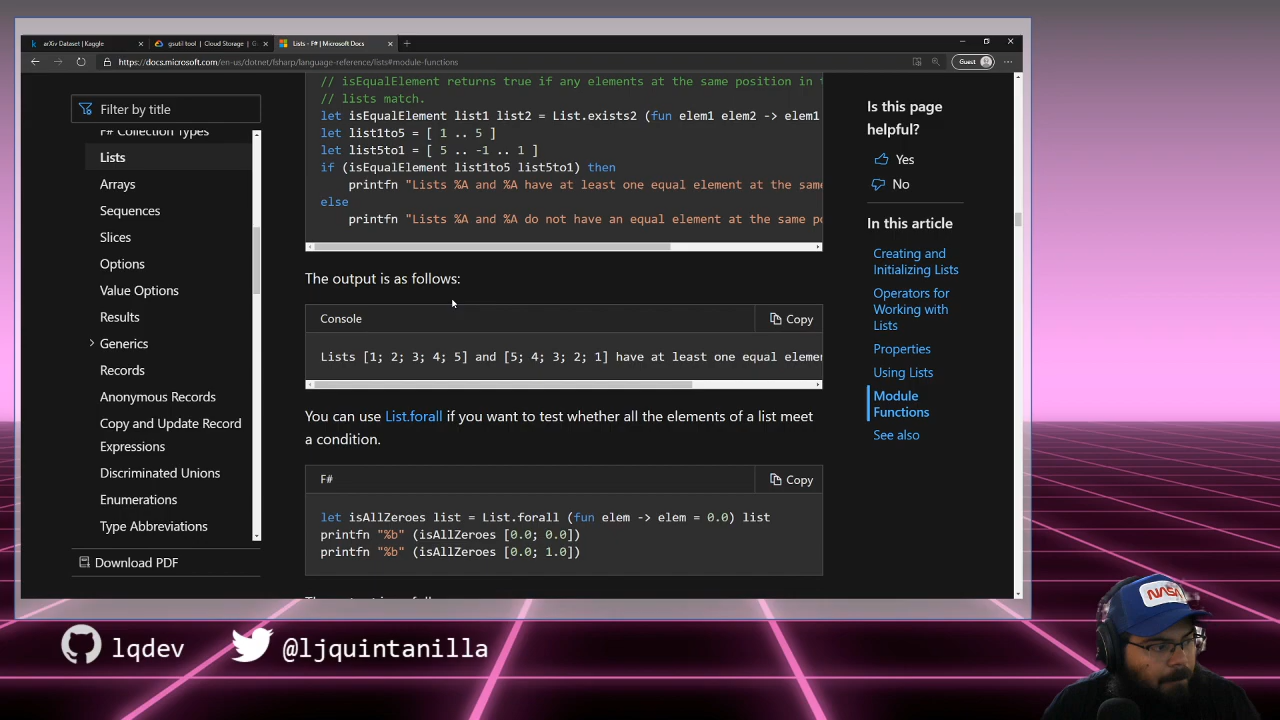 arXiv Dataset | Kaggle
gsutil tool | Cloud Storage | G
Lists - F# | Microsoft Docs
https://docs.microsoft.com/en-us/dotnet/fsharp/language-reference/lists#module-functions
Guest
Filter by title
F# Collection Types
Lists
Arrays
Sequences
Slices
Options
Value Options
Results
Generics
Records
Anonymous Records
Copy and Update Record
Expressions
Discriminated Unions
Enumerations
Type Abbreviations
Download PDF
// isEqualElement returns true if any elements at the same position in t
// lists match.
let isEqualElement list1 list2 = List.exists2 (fun elem1 elem2 -> elem1
let list1to5 = [ 1 .. 5 ]
let list5to1 = [ 5 .. -1 .. 1 ]
if (isEqualElement list1to5 list5to1) then
printfn "Lists %A and %A have at least one equal element at the same
else
printfn "Lists %A and %A do not have an equal element at the same po
The output is as follows:
Console
Copy
Lists [1; 2; 3; 4; 5] and [5; 4; 3; 2; 1] have at least one equal elemen
You can use List.forall if you want to test whether all the elements of a list meet
a condition.
F#
Copy
let isAllZeroes list = List.forall (fun elem -> elem = 0.0) list
printfn "%b" (isAllZeroes [0.0; 0.0])
printfn "%b" (isAllZeroes [0.0; 1.0])
Is this page
helpful?
Yes
No
In this article
Creating and
Initializing Lists
Operators for
Working with
Lists
Properties
Using Lists
Module
Functions
See also
lqdev
@ljquintanilla
NASA